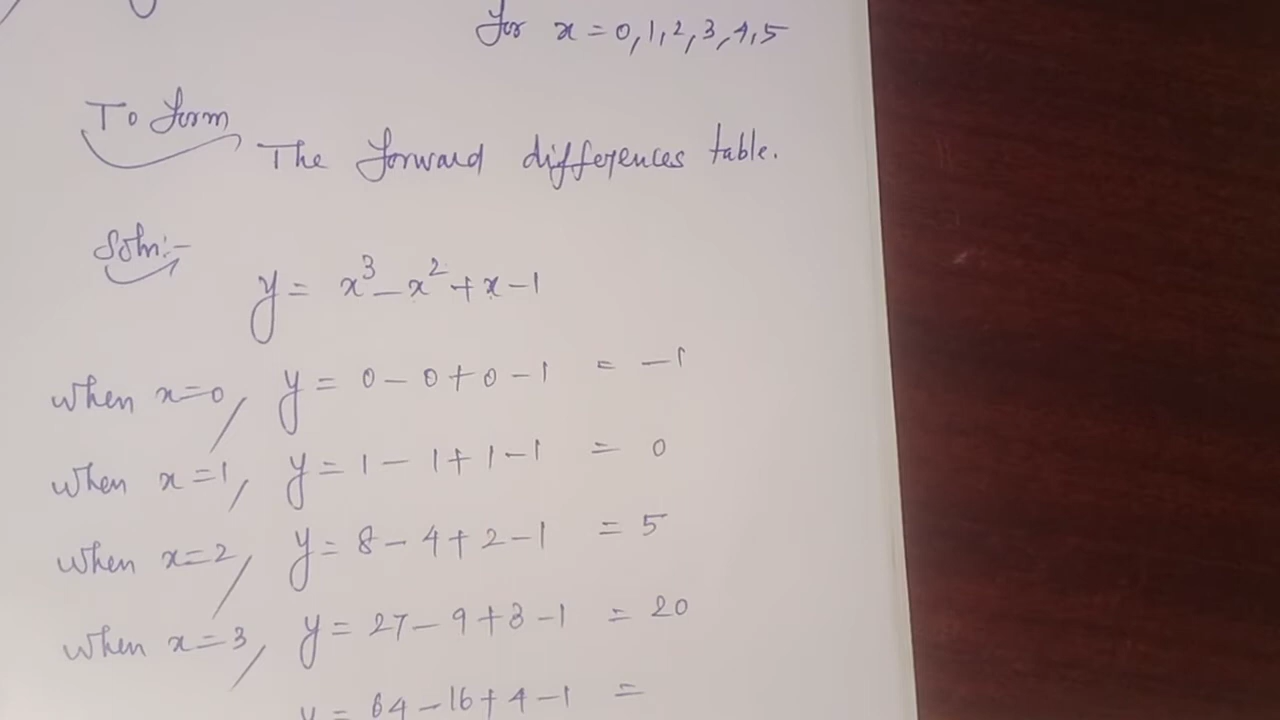 for x = 0,1,2,3,4,5
To form
The forward differences table.
Soln:-
y = x³ - x² + x - 1
when x=0, y = 0 - 0 + 0 - 1 = -1
when x=1, y = 1 - 1 + 1 - 1 = 0
when x=2, y = 8 - 4 + 2 - 1 = 5
when x=3, y = 27 - 9 + 3 - 1 = 20
y = 64 - 16 + 4 - 1 =